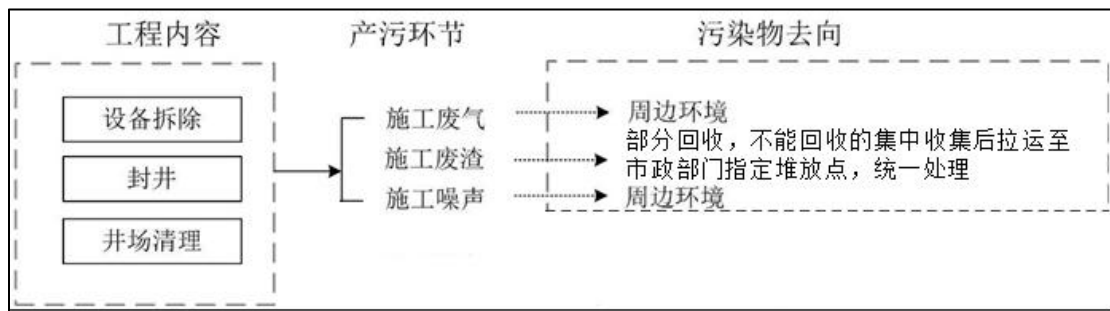 工程内容
产污环节
污染物去向
设备拆除
封井
井场清理
施工废气
施工废渣
施工噪声
周边环境
部分回收，不能回收的集中收集后拉运至
市政部门指定堆放点，统一处理
周边环境